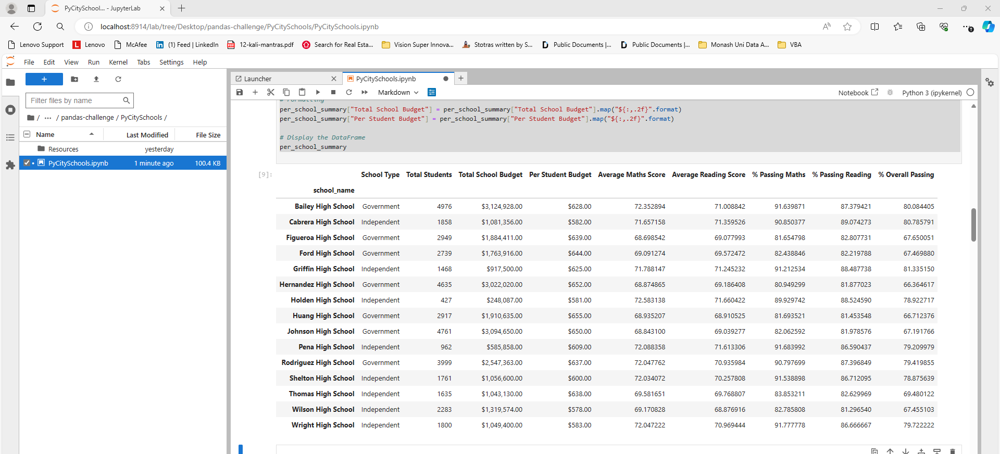 PyCitySchool... - JupyterLab
localhost:8914/lab/tree/Desktop/pandas-challenge/PyCitySchools/PyCitySchools.ipynb
Lenovo Support Lenovo McAfee (1) Feed | LinkedIn 12-kali-mantras.pdf Search for Real Esta... Vision Super Innova... Stotras written by S... Public Documents |... Public Documents |... Monash Uni Data A... VBA
File Edit View Run Kernel Tabs Settings Help
Launcher PyCitySchools.ipynb
Markdown Notebook Python 3 (ipykernel)
Filter files by name
/ ... / pandas-challenge / PyCitySchools /
Name Last Modified File Size
Resources yesterday
PyCitySchools.ipynb 1 minute ago 100.4 KB
# Formatting
per_school_summary["Total School Budget"] = per_school_summary["Total School Budget"].map("${:,.2f}".format)
per_school_summary["Per Student Budget"] = per_school_summary["Per Student Budget"].map("${:,.2f}".format)
# Display the DataFrame
per_school_summary
[9]: School Type Total Students Total School Budget Per Student Budget Average Maths Score Average Reading Score % Passing Maths % Passing Reading % Overall Passing
school_name
Bailey High School Government 4976 $3,124,928.00 $628.00 72.352894 71.008842 91.639871 87.379421 80.084405
Cabrera High School Independent 1858 $1,081,356.00 $582.00 71.657158 71.359526 90.850377 89.074273 80.785791
Figueroa High School Government 2949 $1,884,411.00 $639.00 68.698542 69.077993 81.654798 82.807731 67.650051
Ford High School Government 2739 $1,763,916.00 $644.00 69.091274 69.572472 82.438846 82.219788 67.469880
Griffin High School Independent 1468 $917,500.00 $625.00 71.788147 71.245232 91.212534 88.487738 81.335150
Hernandez High School Government 4635 $3,022,020.00 $652.00 68.874865 69.186408 80.949299 81.877023 66.364617
Holden High School Independent 427 $248,087.00 $581.00 72.583138 71.660422 89.929742 88.524590 78.922717
Huang High School Government 2917 $1,910,635.00 $655.00 68.935207 68.910525 81.693521 81.453548 66.712376
Johnson High School Government 4761 $3,094,650.00 $650.00 68.843100 69.039277 82.062592 81.978576 67.191766
Pena High School Independent 962 $585,858.00 $609.00 72.088358 71.613306 91.683992 86.590437 79.209979
Rodriguez High School Government 3999 $2,547,363.00 $637.00 72.047762 70.935984 90.797699 87.396849 79.419855
Shelton High School Independent 1761 $1,056,600.00 $600.00 72.034072 70.257808 91.538898 86.712095 78.875639
Thomas High School Independent 1635 $1,043,130.00 $638.00 69.581651 69.768807 83.853211 82.629969 69.480122
Wilson High School Independent 2283 $1,319,574.00 $578.00 69.170828 68.876916 82.785808 81.296540 67.455103
Wright High School Independent 1800 $1,049,400.00 $583.00 72.047222 70.969444 91.777778 86.666667 79.722222